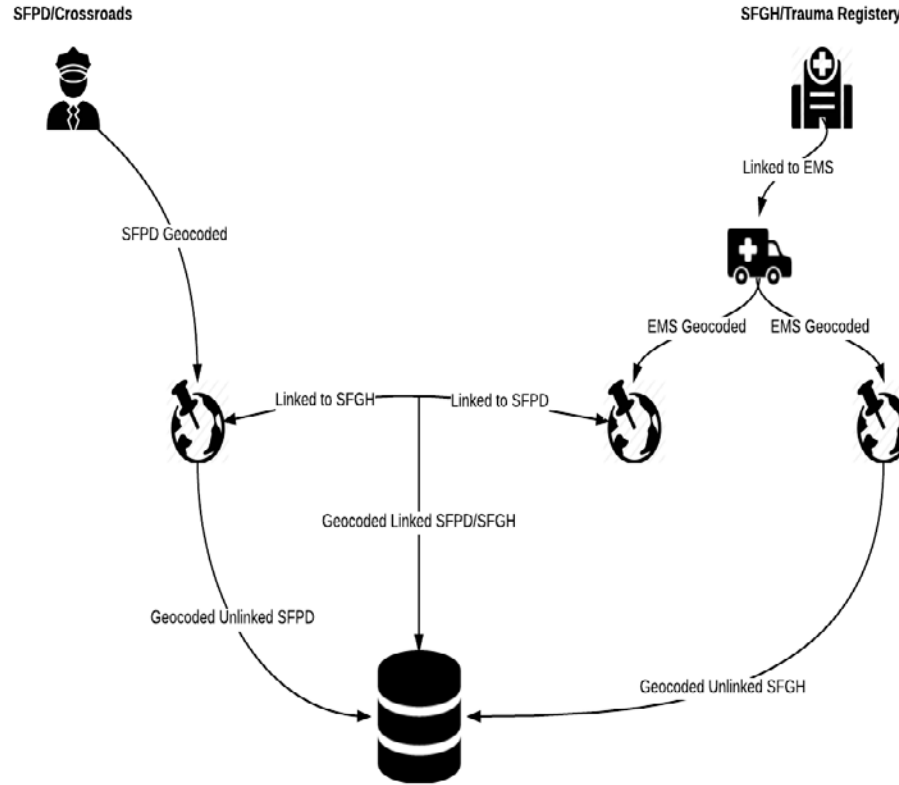 SFPD/Crossroads
SFGH/Trauma Registery
Linked to EMS
SFPD Geocoded
EMS Geocoded
EMS Geocoded
Linked to SFGH
Linked to SFPD
Geocoded Linked SFPD/SFGH
Geocoded Unlinked SFPD
Geocoded Unlinked SFGH